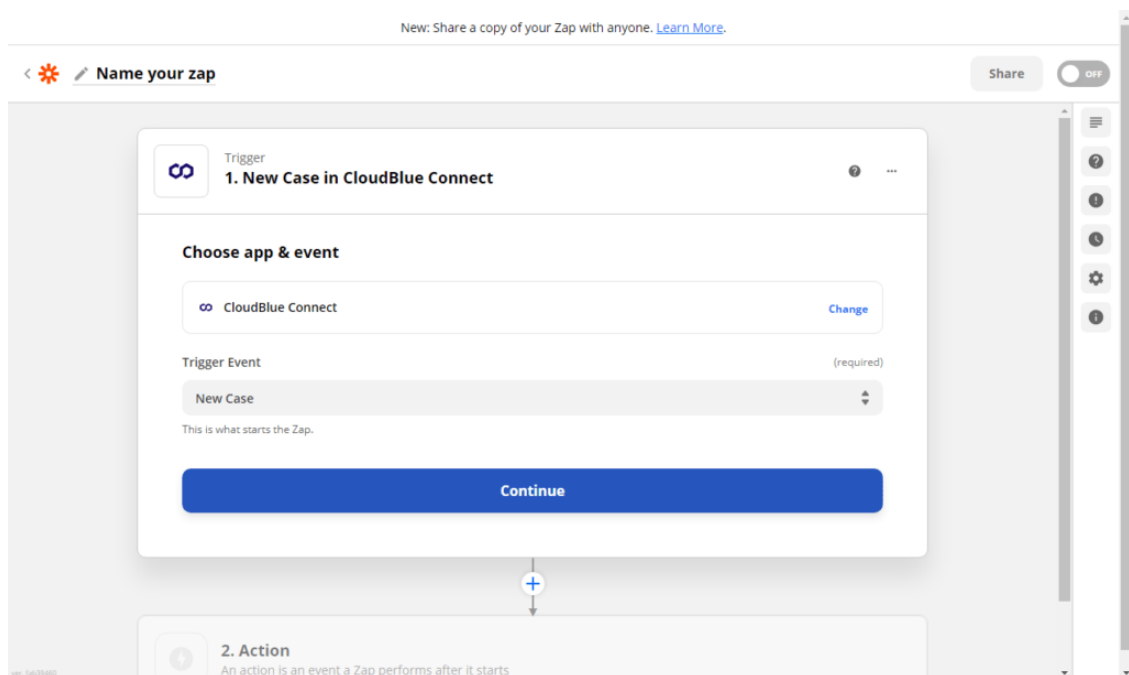 New: Share a copy of your Zap with anyone. Learn More.
Name your zap
Share
OFF
Trigger
1. New Case in CloudBlue Connect
Choose app & event
CloudBlue Connect
Change
Trigger Event
(required)
New Case
This is what starts the Zap.
Continue
2. Action
An action is an event a Zap performs after it starts